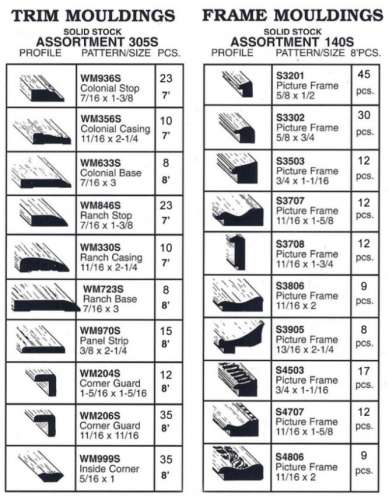 TRIM MOULDINGS
SOLID STOCK
ASSORTMENT 305S
PROFILE PATTERN/SIZE PCS.
WM936S 23
Colonial Stop
7/16 x 1-3/8 7'
WM356S 10
Colonial Casing
11/16 x 2-1/4 7'
WM633S 8
Colonial Base
7/16 x 3 8'
WM846S 23
Ranch Stop
7/16 x 1-3/8 7'
WM330S 10
Ranch Casing
11/16 x 2-1/4 7'
WM723S 8
Ranch Base
7/16 x 3 8'
WM970S 15
Panel Strip
3/8 x 2-1/4 8'
WM204S 12
Corner Guard
1-5/16 x 1-5/16 8'
WM206S 35
Corner Guard
11/16 x 11/16 8'
WM999S 35
Inside Corner
5/16 x 1 8'
FRAME MOULDINGS
SOLID STOCK
ASSORTMENT 140S
PROFILE PATTERN/SIZE 8'PCS.
S3201 45
Picture Frame
5/8 x 1/2 pcs.
S3302 30
Picture Frame
5/8 x 3/4 pcs.
S3503 12
Picture Frame
3/4 x 1-1/16 pcs.
S3707 12
Picture Frame
11/16 x 1-5/8 pcs.
S3708 12
Picture Frame
11/16 x 1-3/4 pcs.
S3806 9
Picture Frame
11/16 x 2 pcs.
S3905 8
Picture Frame
13/16 x 2-1/4 pcs.
S4503 17
Picture Frame
3/4 x 1-1/16 pcs.
S4707 12
Picture Frame
11/16 x 1-5/8 pcs.
S4806 9
Picture Frame
11/16 x 2 pcs.